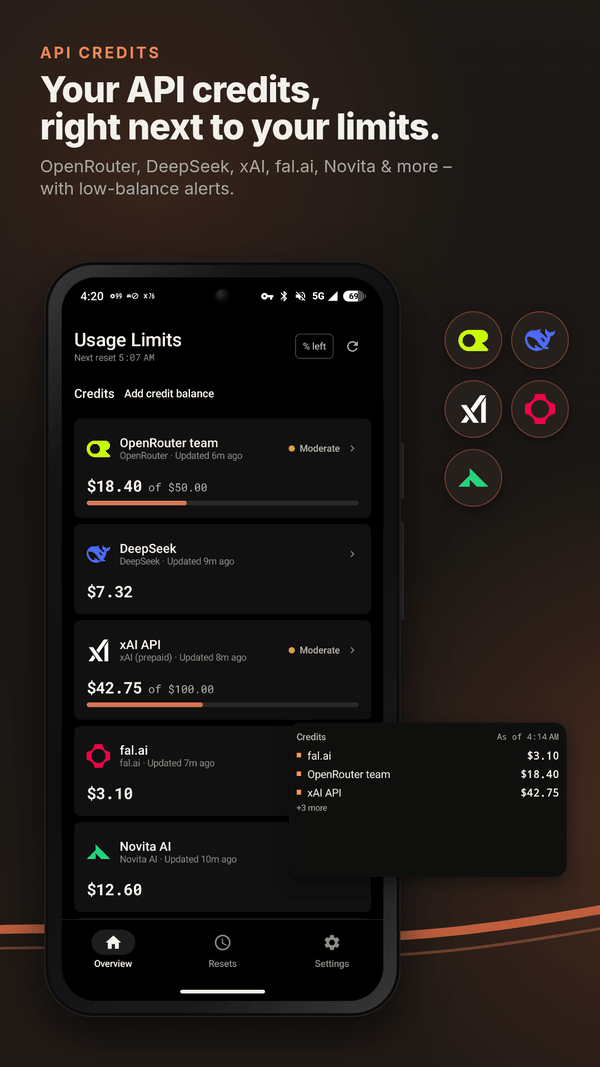 API CREDITS
Your API credits,
right next to your limits.
OpenRouter, DeepSeek, xAI, fal.ai, Novita & more –
with low-balance alerts.
4:20 99 76 5G 69
Usage Limits
Next reset 5:07 AM
% left
Credits Add credit balance
OpenRouter team
OpenRouter · Updated 6m ago
Moderate
$18.40 of $50.00
DeepSeek
DeepSeek · Updated 9m ago
$7.32
xAI API
xAI (prepaid) · Updated 8m ago
Moderate
$42.75 of $100.00
fal.ai
fal.ai · Updated 7m ago
$3.10
Novita AI
Novita AI · Updated 10m ago
$12.60
Credits As of 4:14 AM
fal.ai $3.10
OpenRouter team $18.40
xAI API $42.75
+3 more
Overview Resets Settings